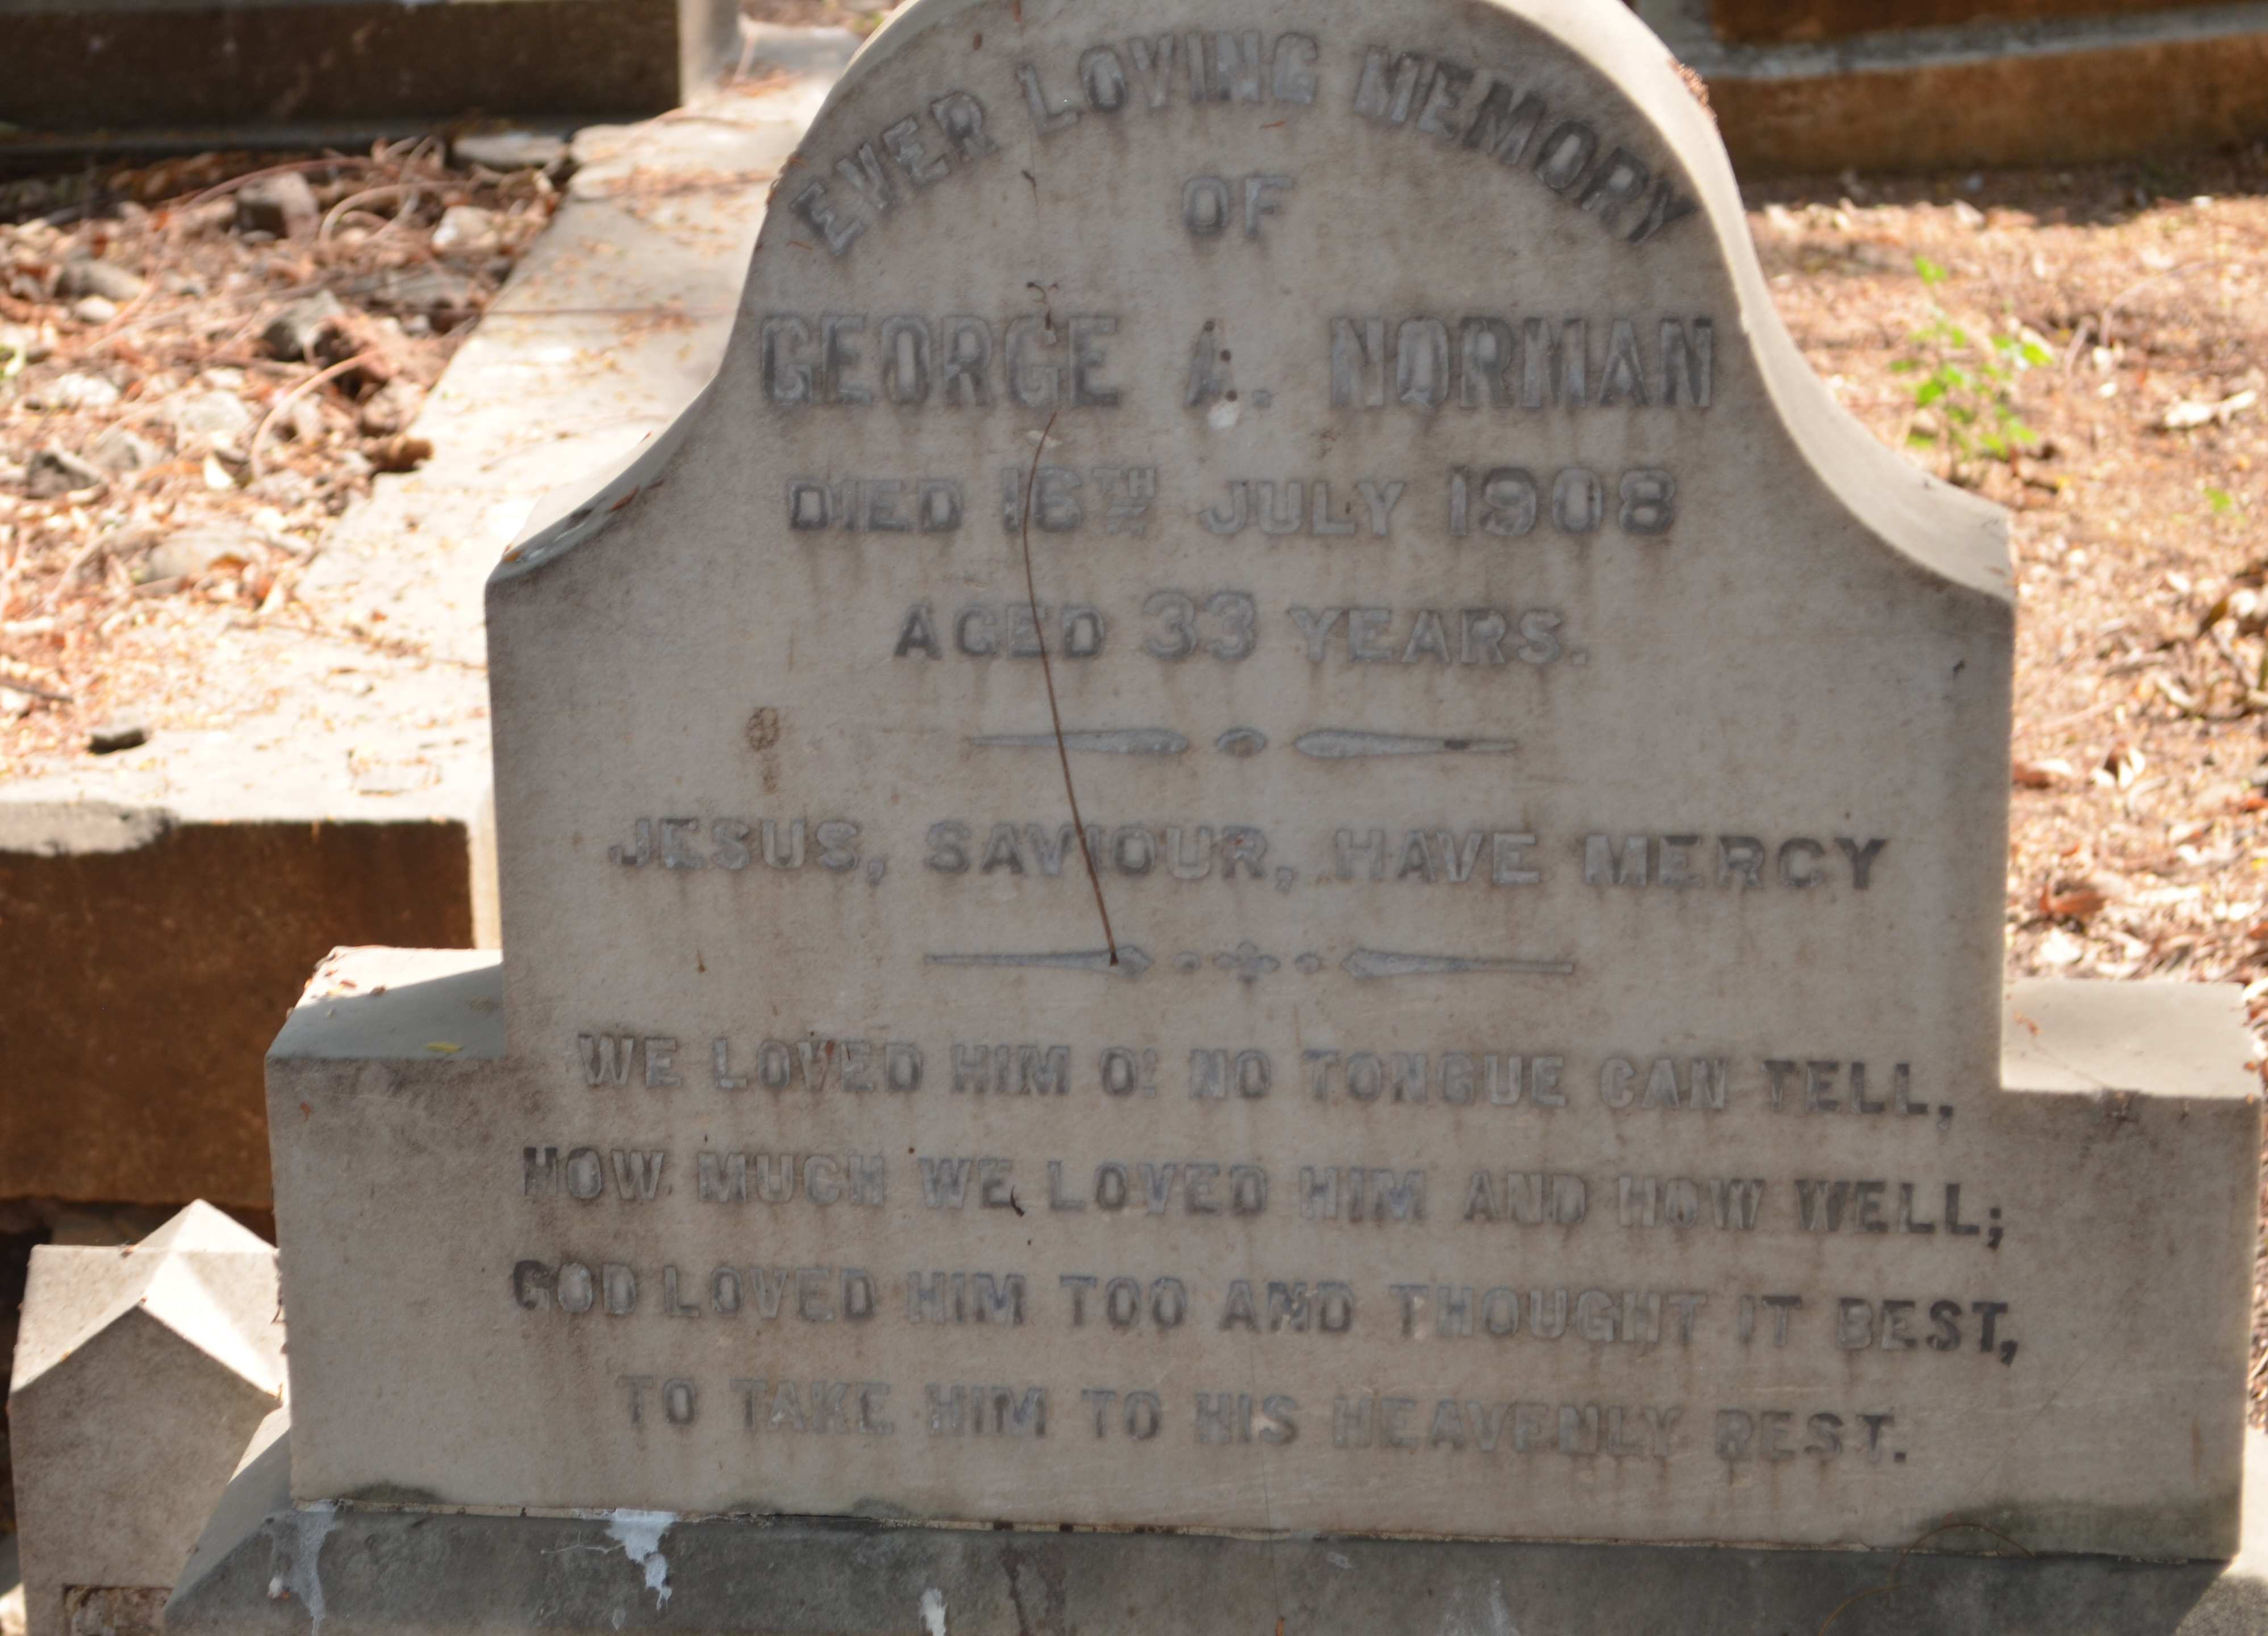 EVER LOVING MEMORY
OF
GEORGE A. NORMAN
DIED 16TH JULY 1908
AGED 33 YEARS.
JESUS, SAVIOUR, HAVE MERCY
WE LOVED HIM O! NO TONGUE CAN TELL,
HOW MUCH WE LOVED HIM AND HOW WELL;
GOD LOVED HIM TOO AND THOUGHT IT BEST,
TO TAKE HIM TO HIS HEAVENLY REST.